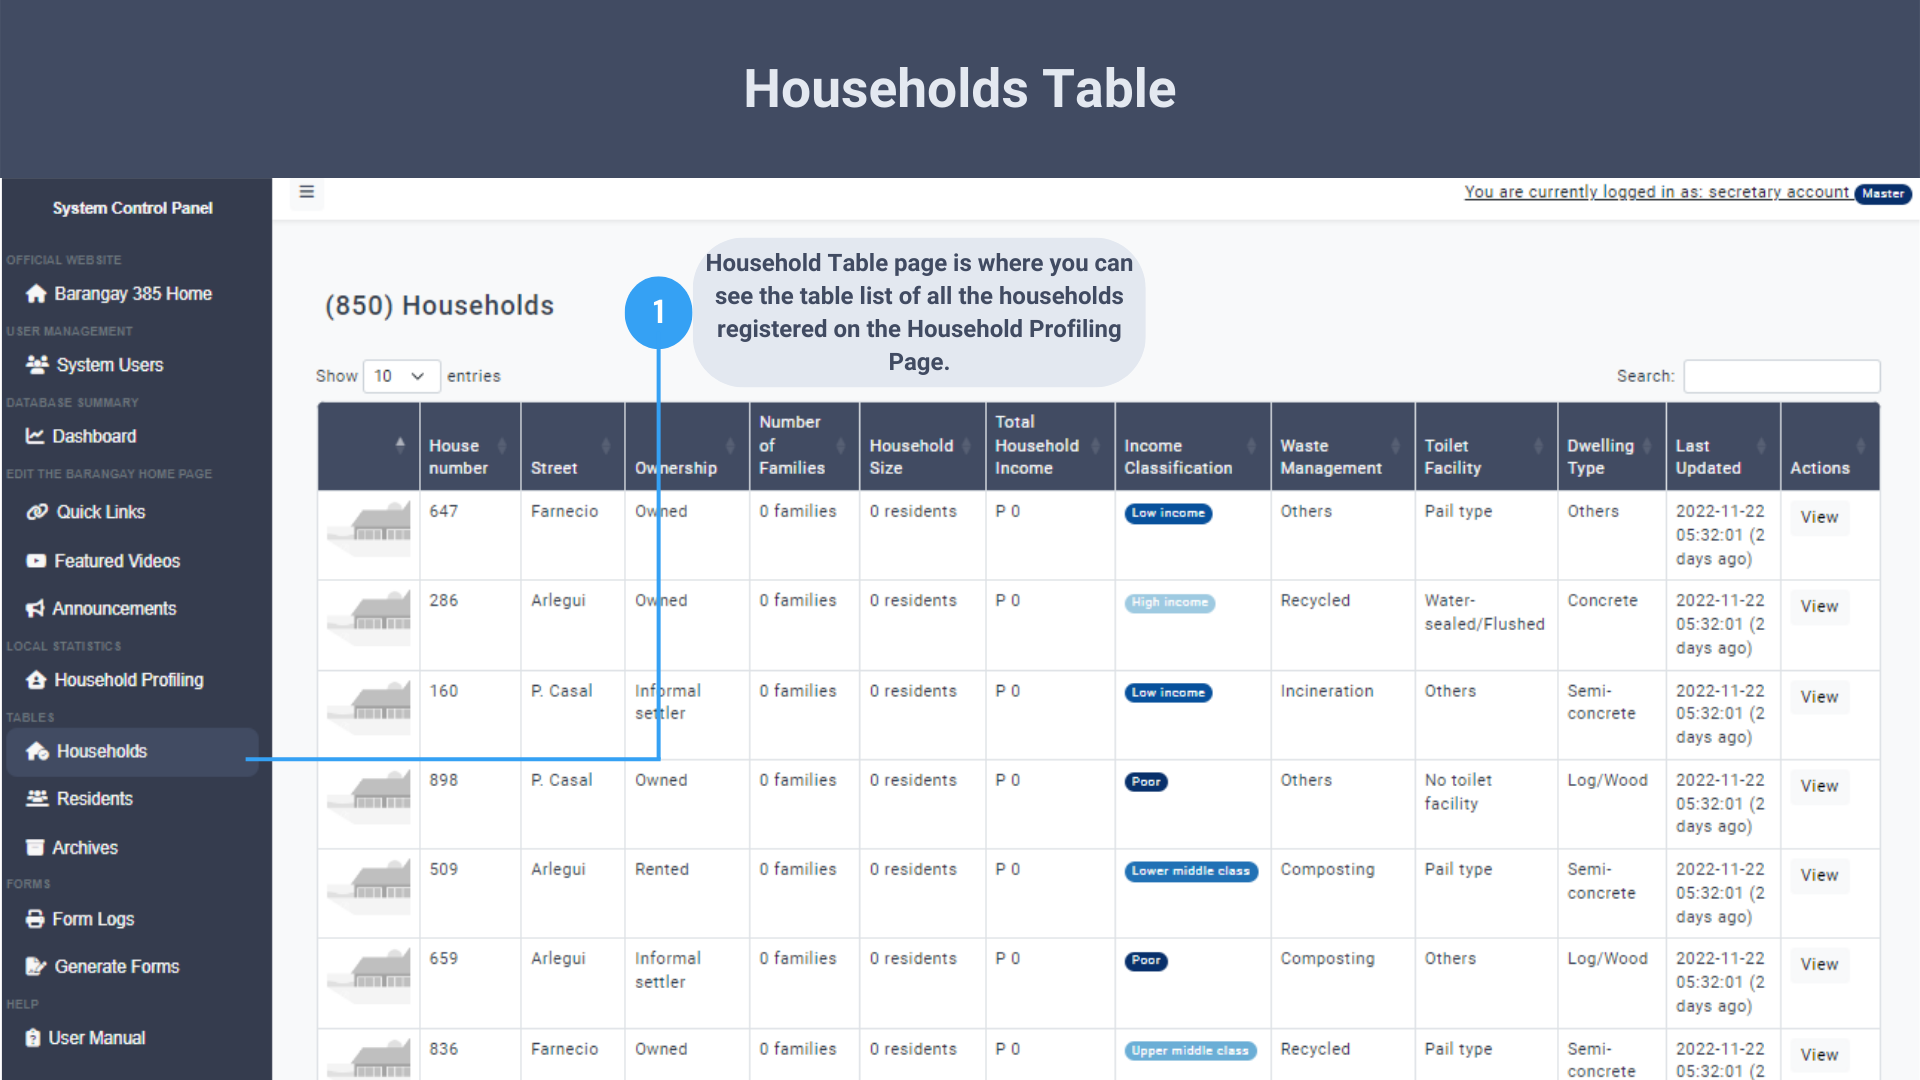 Households Table
System Control Panel
OFFICIAL WEBSITE
Barangay 385 Home
USER MANAGEMENT
System Users
DATABASE SUMMARY
Dashboard
EDIT THE BARANGAY HOME PAGE
Quick Links
Featured Videos
Announcements
LOCAL STATISTICS
Household Profiling
TABLES
Households
Residents
Archives
FORMS
Form Logs
Generate Forms
HELP
User Manual
You are currently logged in as: secretary account Master
(850) Households
1
Household Table page is where you can
see the table list of all the households
registered on the Household Profiling
Page.
Show 10 entries
Search:
House number Street Ownership Number of Families Household Size Total Household Income Income Classification Waste Management Toilet Facility Dwelling Type Last Updated Actions
647 Farnecio Owned 0 families 0 residents P 0 Low income Others Pail type Others 2022-11-22 05:32:01 (2 days ago) View
286 Arlegui Owned 0 families 0 residents P 0 High income Recycled Water-sealed/Flushed Concrete 2022-11-22 05:32:01 (2 days ago) View
160 P. Casal Informal settler 0 families 0 residents P 0 Low income Incineration Others Semi-concrete 2022-11-22 05:32:01 (2 days ago) View
898 P. Casal Owned 0 families 0 residents P 0 Poor Others No toilet facility Log/Wood 2022-11-22 05:32:01 (2 days ago) View
509 Arlegui Rented 0 families 0 residents P 0 Lower middle class Composting Pail type Semi-concrete 2022-11-22 05:32:01 (2 days ago) View
659 Arlegui Informal settler 0 families 0 residents P 0 Poor Composting Others Log/Wood 2022-11-22 05:32:01 (2 days ago) View
836 Farnecio Owned 0 families 0 residents P 0 Upper middle class Recycled Pail type Semi-concrete 2022-11-22 05:32:01 (2 View